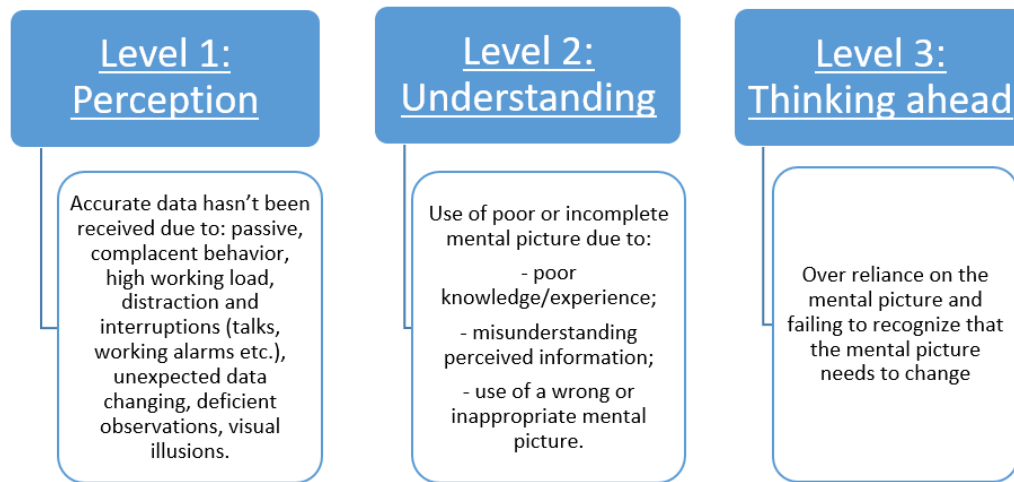 Level 1:
Perception
Accurate data hasn't been
received due to: passive,
complacent behavior,
high working load,
distraction and
interruptions (talks,
working alarms etc.),
unexpected data
changing, deficient
observations, visual
illusions.
Level 2:
Understanding
Use of poor or incomplete
mental picture due to:
- poor
knowledge/experience;
- misunderstanding
perceived information;
- use of a wrong or
inappropriate mental
picture.
Level 3:
Thinking ahead
Over reliance on the
mental picture and
failing to recognize that
the mental picture
needs to change